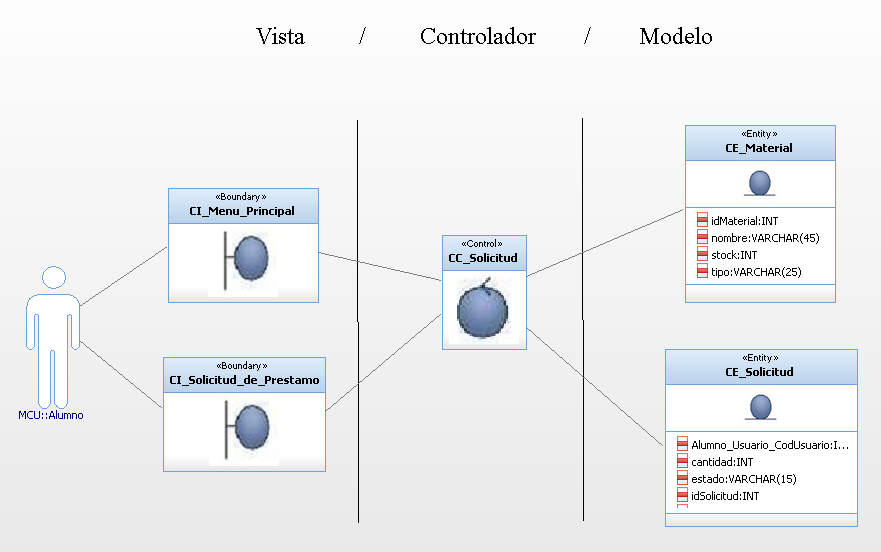 Vista / Controlador / Modelo
«Entity»
CE_Material
idMaterial:INT
nombre:VARCHAR(45)
stock:INT
tipo:VARCHAR(25)
«Boundary»
CI_Menu_Principal
«Control»
CC_Solicitud
«Boundary»
CI_Solicitud_de_Prestamo
MCU::Alumno
«Entity»
CE_Solicitud
Alumno_Usuario_CodUsuario:I...
cantidad:INT
estado:VARCHAR(15)
idSolicitud:INT